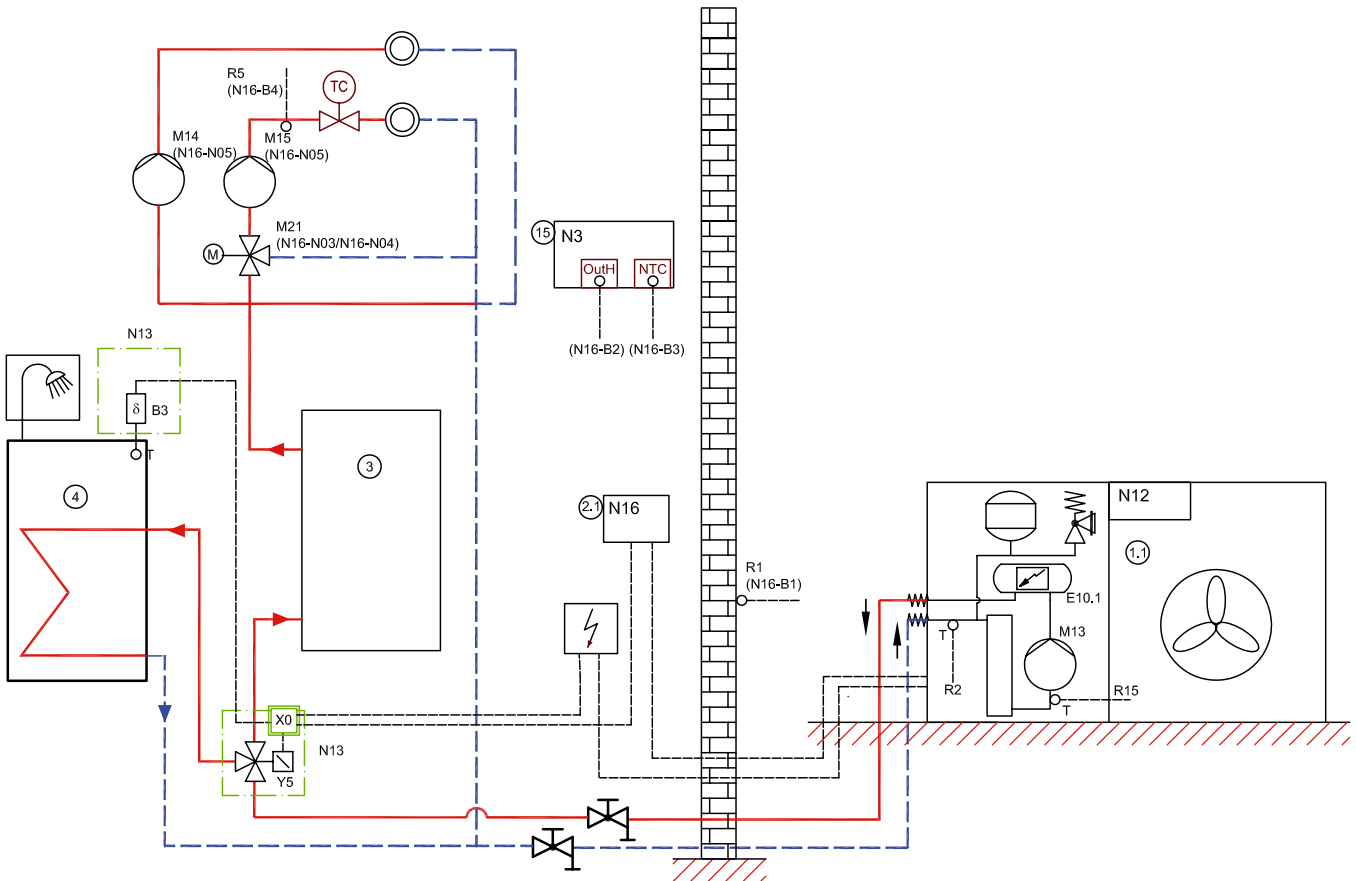 R5
(N16-B4)
TC
M14
(N16-N05)
M15
(N16-N05)
M21
(N16-N03/N16-N04)
M
15
N3
OutH
NTC
(N16-B2)
(N16-B3)
N13
δ
B3
T
4
3
2.1
N16
R1
(N16-B1)
N12
1.1
E10.1
M13
T
R2
R15
T
X0
N13
Y5